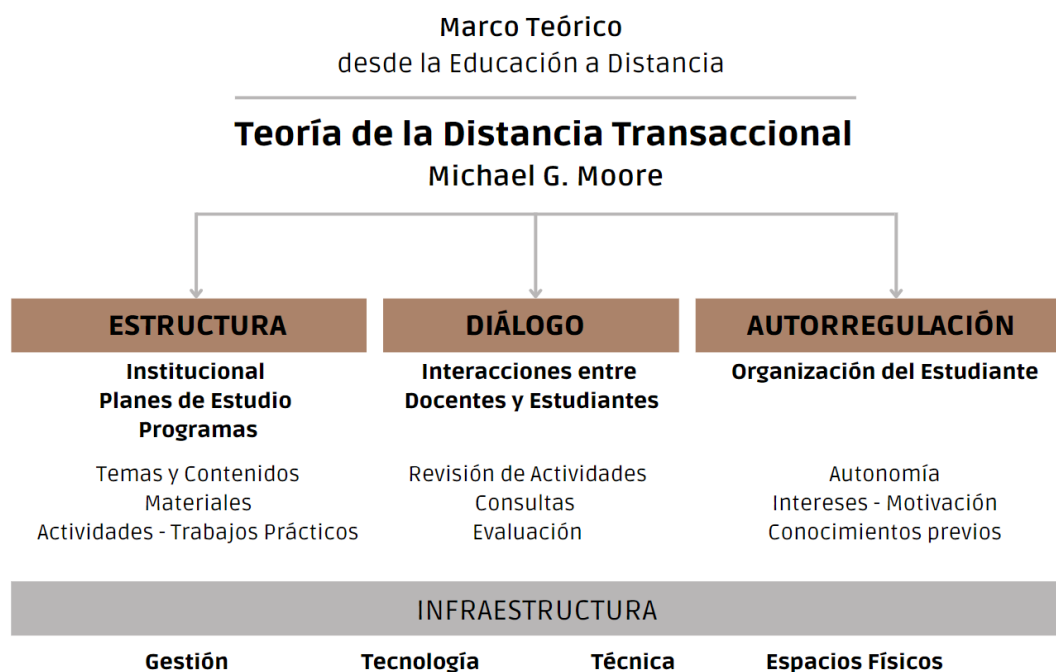 Marco Teórico
desde la Educación a Distancia
Teoría de la Distancia Transaccional
Michael G. Moore
ESTRUCTURA
Institucional
Planes de Estudio
Programas
Temas y Contenidos
Materiales
Actividades - Trabajos Prácticos
DIÁLOGO
Interacciones entre
Docentes y Estudiantes
Revisión de Actividades
Consultas
Evaluación
AUTORREGULACIÓN
Organización del Estudiante
Autonomía
Intereses - Motivación
Conocimientos previos
INFRAESTRUCTURA
Gestión Tecnología Técnica Espacios Físicos